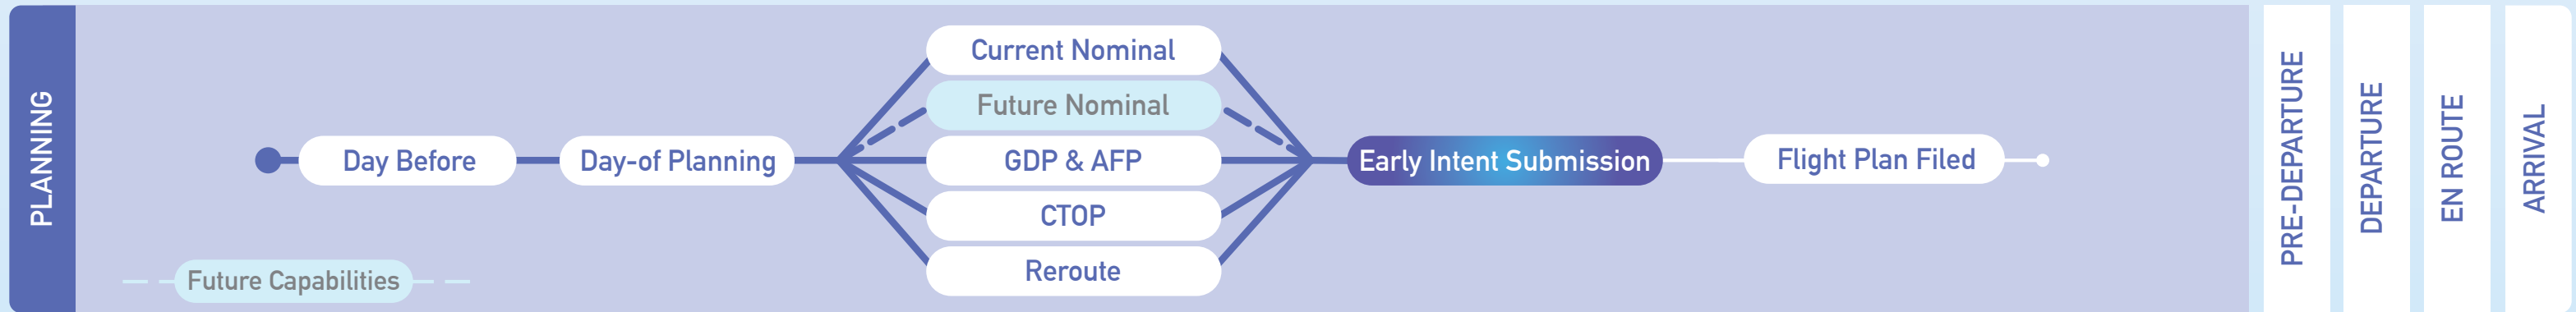 PLANNING
Day Before
Day-of Planning
Current Nominal
Future Nominal
GDP & AFP
CTOP
Reroute
Early Intent Submission
Flight Plan Filed
Future Capabilities
PRE-DEPARTURE
DEPARTURE
EN ROUTE
ARRIVAL